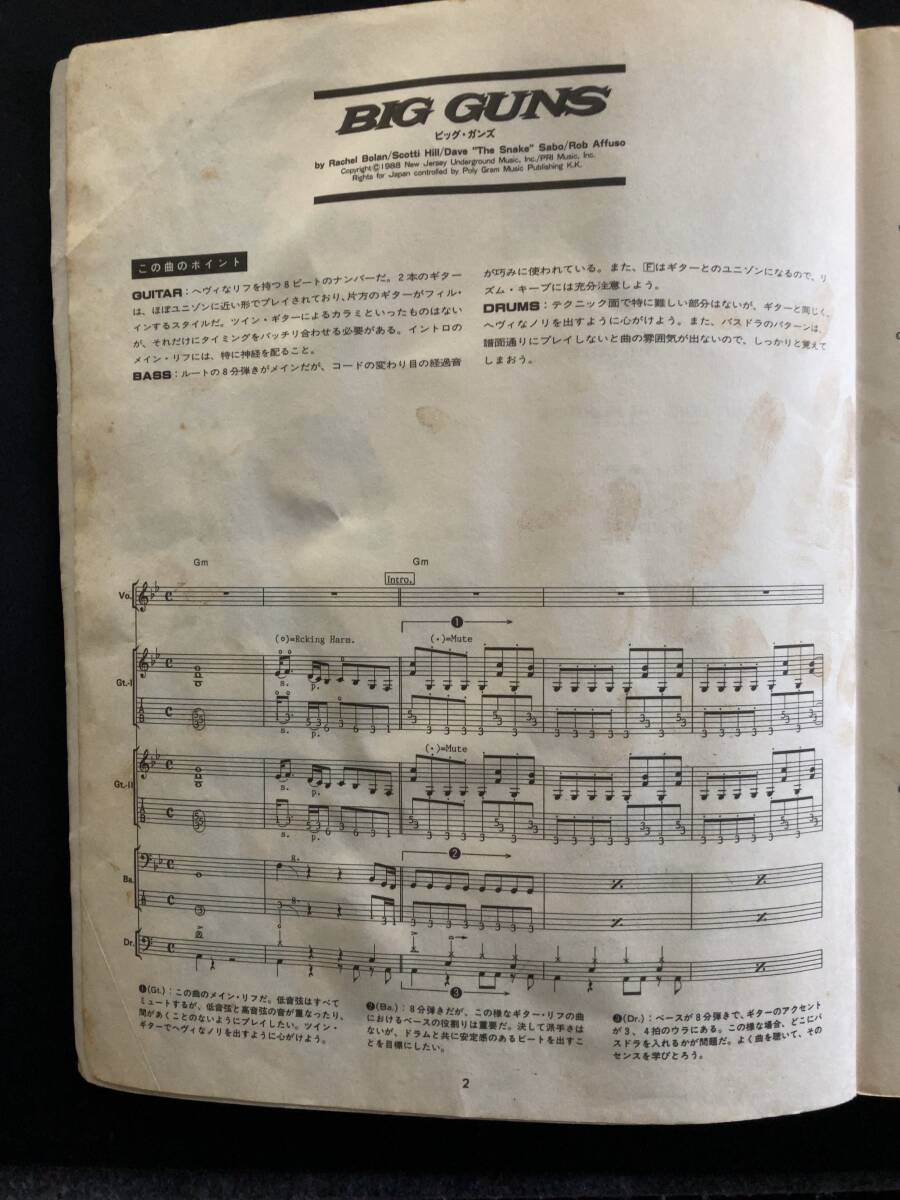 BIG GUNS
ビッグ・ガンズ
by Rachel Bolan/Scotti Hill/Dave "The Snake" Sabo/Rob Affuso
Copyright©1988 New Jersey Underground Music, Inc./PRI Music, Inc.
Rights for Japan controlled by Poly Gram Music Publishing K.K.
この曲のポイント
GUITAR：ヘヴィなリフを持つ8ビートのナンバーだ。2本のギター
は、ほぼユニゾンに近い形でプレイされており、片方のギターがフィル・
インするスタイルだ。ツイン・ギターによるカラミといったものはない
が、それだけにタイミングをバッチリ合わせる必要がある。イントロの
メイン・リフには、特に神経を配ること。
BASS：ルートの8分弾きがメインだが、コードの変わり目の経過音
が巧みに使われている。また、Fはギターとのユニゾンになるので、リ
ズム・キープには充分注意しよう。
DRUMS：テクニック面で特に難しい部分はないが、ギターと同じく、
ヘヴィなノリを出すように心がけよう。また、バスドラのパターンは、
譜面通りにプレイしないと曲の雰囲気が出ないので、しっかりと覚えて
しまおう。
Gm Gm
Intro.
Vo.
❶
(o)=Rcking Harm. (・)=Mute
Gt.-I
s. p.
TAB
s. p.
(・)=Mute
Gt.-II
s. p.
TAB
s. p.
❷
8.
Ba.
8.
Dr.
❸
❶(Gt.)：この曲のメイン・リフだ。低音弦はすべて
ミュートするが、低音弦と高音弦の音が重なったり、
間があくことのないようにプレイしたい。ツイン・
ギターでヘヴィなノリを出すように心がけよう。
❷(Ba.)：8分弾きだが、この様なギター・リフの曲
におけるベースの役割りは重要だ。決して派手さは
ないが、ドラムと共に安定感のあるビートを出すこ
とを目標にしたい。
❸(Dr.)：ベースが8分弾きで、ギターのアクセント
が3、4拍のウラにある。この様な場合、どこにバ
スドラを入れるかが問題だ。よく曲を聴いて、その
センスを学びとろう。
2